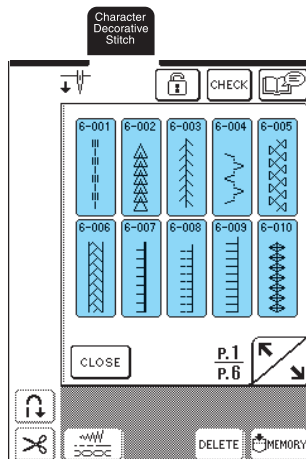 Character
Decorative
Stitch
CHECK
6-001 6-002 6-003 6-004 6-005
6-006 6-007 6-008 6-009 6-010
CLOSE
P.1
P.6
DELETE MEMORY